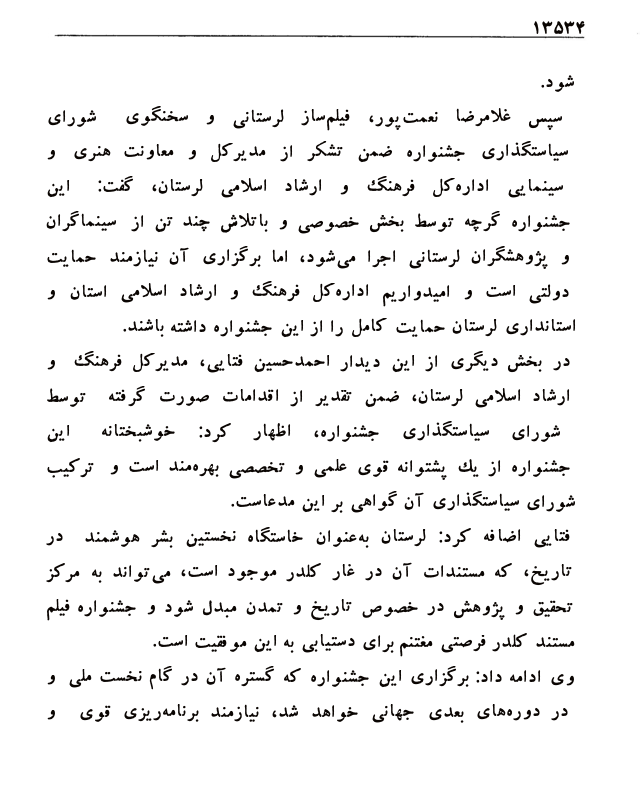 ۱۳۵۳۴
شود.
سپس غلامرضا نعمت‌پور، فیلم‌ساز لرستانی و سخنگوی شورای
سیاستگذاری جشنواره ضمن تشکر از مدیرکل و معاونت هنری و
سینمایی اداره‌کل فرهنگ و ارشاد اسلامی لرستان، گفت: این
جشنواره گرچه توسط بخش خصوصی و باتلاش چند تن از سینماگران
و پژوهشگران لرستانی اجرا می‌شود، اما برگزاری آن نیازمند حمایت
دولتی است و امیدواریم اداره‌کل فرهنگ و ارشاد اسلامی استان و
استانداری لرستان حمایت کامل را از این جشنواره داشته باشند.
در بخش دیگری از این دیدار احمدحسین فتایی، مدیرکل فرهنگ و
ارشاد اسلامی لرستان، ضمن تقدیر از اقدامات صورت گرفته توسط
شورای سیاستگذاری جشنواره، اظهار کرد: خوشبختانه این
جشنواره از یك پشتوانه قوی علمی و تخصصی بهره‌مند است و ترکیب
شورای سیاستگذاری آن گواهی بر این مدعاست.
فتایی اضافه کرد: لرستان به‌عنوان خاستگاه نخستین بشر هوشمند در
تاریخ، که مستندات آن در غار کلدر موجود است، می‌تواند به مرکز
تحقیق و پژوهش در خصوص تاریخ و تمدن مبدل شود و جشنواره فیلم
مستند کلدر فرصتی مغتنم برای دستیابی به این موفقیت است.
وی ادامه داد: برگزاری این جشنواره که گستره آن در گام نخست ملی و
در دوره‌های بعدی جهانی خواهد شد، نیازمند برنامه‌ریزی قوی و